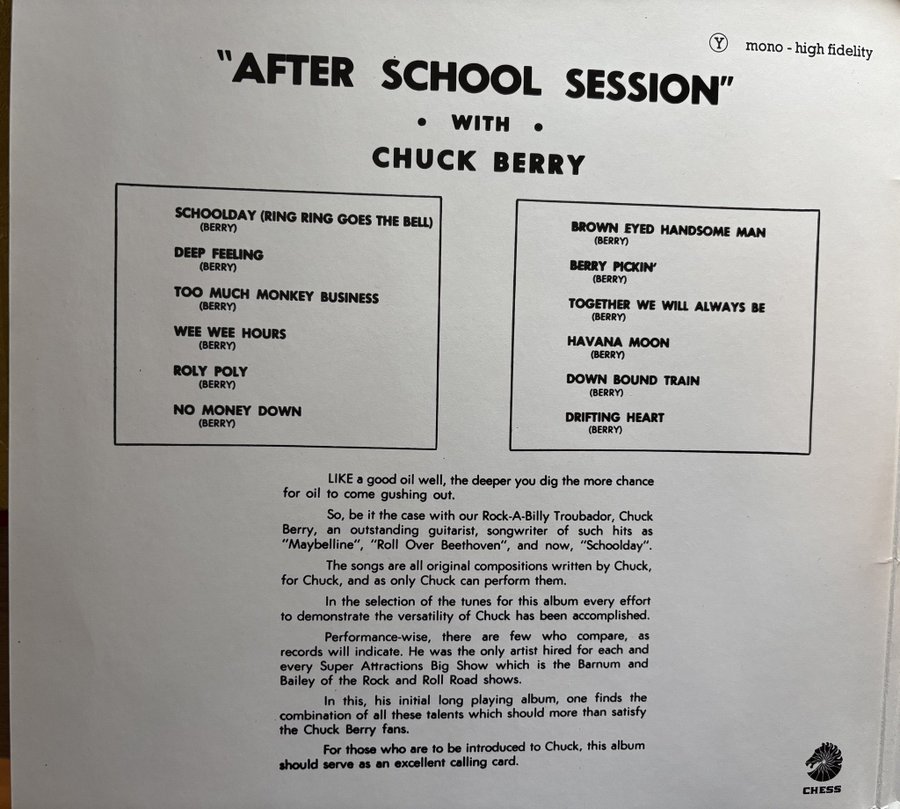 Ⓨ mono - high fidelity
"AFTER SCHOOL SESSION"
• WITH •
CHUCK BERRY
SCHOOLDAY (RING RING GOES THE BELL)
(BERRY)
DEEP FEELING
(BERRY)
TOO MUCH MONKEY BUSINESS
(BERRY)
WEE WEE HOURS
(BERRY)
ROLY POLY
(BERRY)
NO MONEY DOWN
(BERRY)
BROWN EYED HANDSOME MAN
(BERRY)
BERRY PICKIN'
(BERRY)
TOGETHER WE WILL ALWAYS BE
(BERRY)
HAVANA MOON
(BERRY)
DOWN BOUND TRAIN
(BERRY)
DRIFTING HEART
(BERRY)
LIKE a good oil well, the deeper you dig the more chance
for oil to come gushing out.
So, be it the case with our Rock-A-Billy Troubador, Chuck
Berry, an outstanding guitarist, songwriter of such hits as
"Maybelline", "Roll Over Beethoven", and now, "Schoolday".
The songs are all original compositions written by Chuck,
for Chuck, and as only Chuck can perform them.
In the selection of the tunes for this album every effort
to demonstrate the versatility of Chuck has been accomplished.
Performance-wise, there are few who compare, as
records will indicate. He was the only artist hired for each and
every Super Attractions Big Show which is the Barnum and
Bailey of the Rock and Roll Road shows.
In this, his initial long playing album, one finds the
combination of all these talents which should more than satisfy
the Chuck Berry fans.
For those who are to be introduced to Chuck, this album
should serve as an excellent calling card.
CHESS